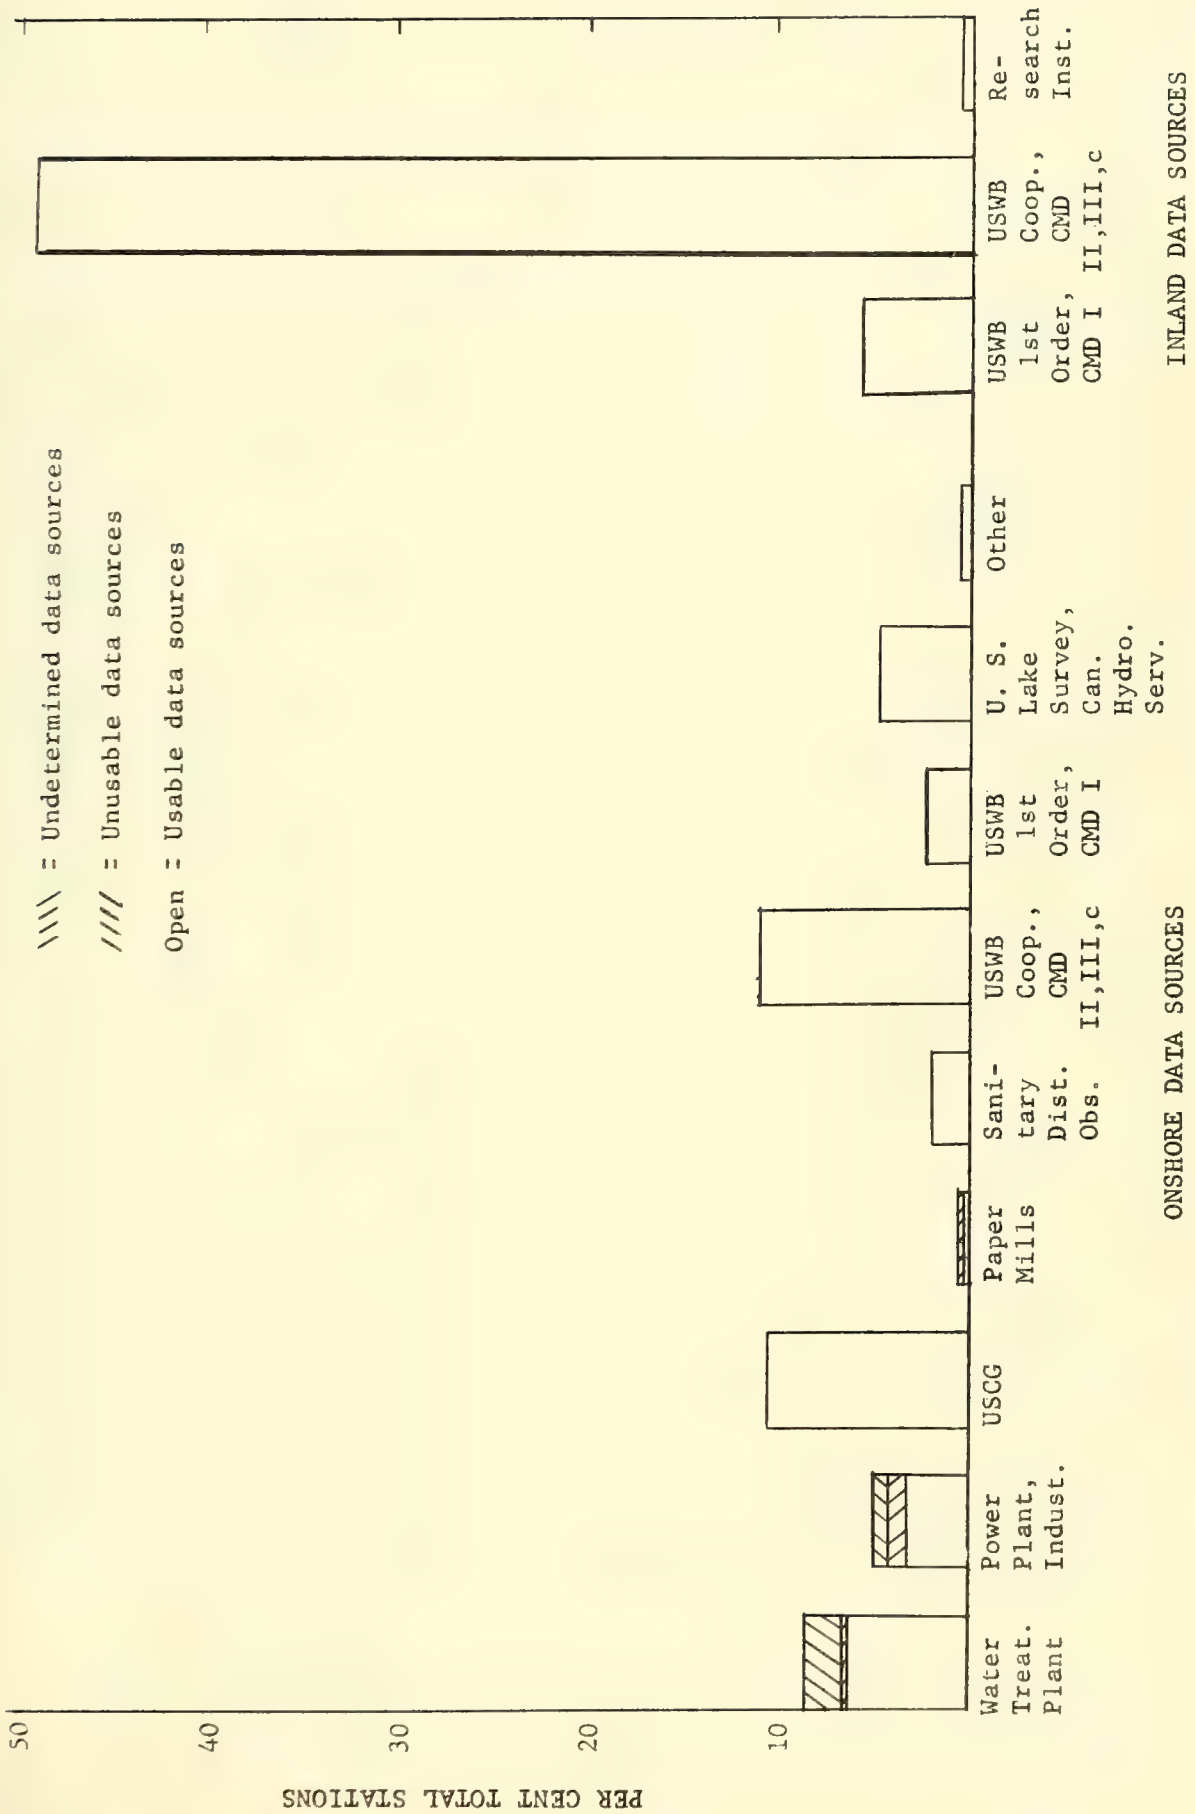 50
40
30
20
10
PER CENT TOTAL STATIONS
\\\\ = Undetermined data sources
//// = Unusable data sources
Open = Usable data sources
Water
Treat.
Plant
Power
Plant,
Indust.
USCG
Paper
Mills
Sani-
tary
Dist.
Obs.
USWB
Coop.,
CMD
II,III,c
USWB
1st
Order,
CMD I
U. S.
Lake
Survey,
Can.
Hydro.
Serv.
Other
USWB
1st
Order,
CMD I
USWB
Coop.,
CMD
II,III,c
Re-
search
Inst.
ONSHORE DATA SOURCES
INLAND DATA SOURCES